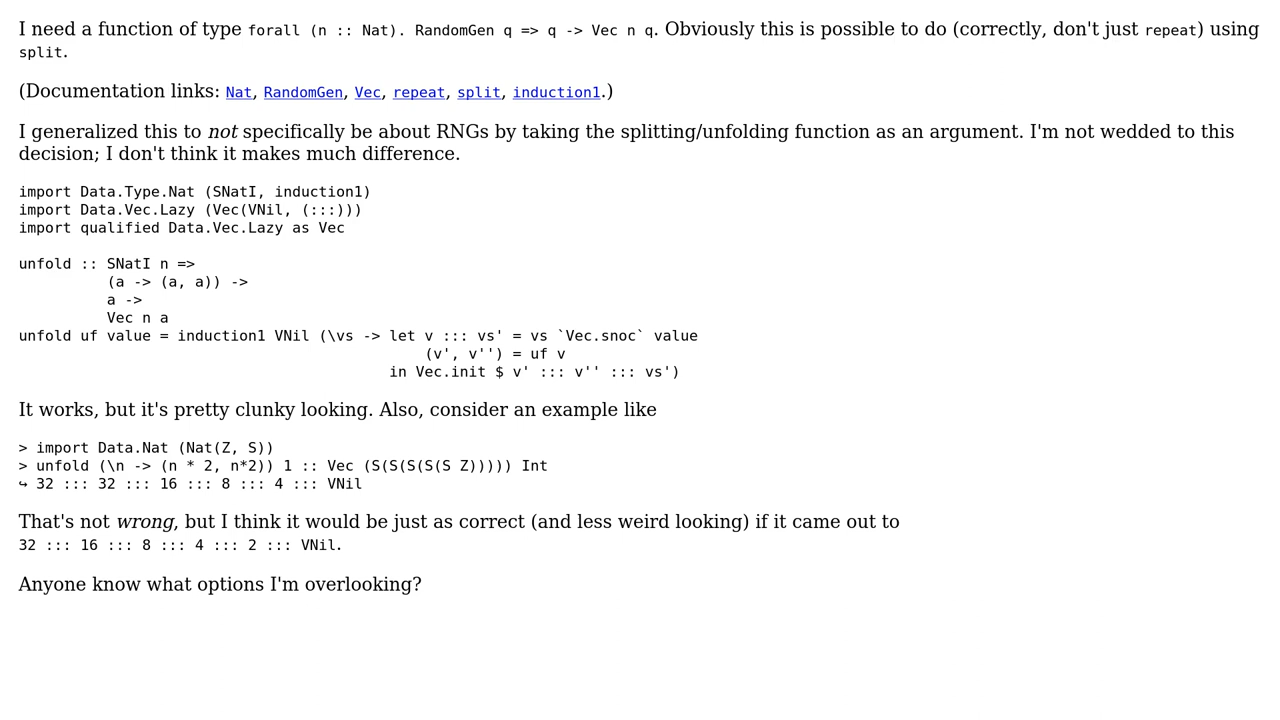 I need a function of type forall (n :: Nat). RandomGen q => q -> Vec n q. Obviously this is possible to do (correctly, don't just repeat) using
split.
(Documentation links: Nat, RandomGen, Vec, repeat, split, induction1.)
I generalized this to not specifically be about RNGs by taking the splitting/unfolding function as an argument. I'm not wedded to this
decision; I don't think it makes much difference.
import Data.Type.Nat (SNatI, induction1)
import Data.Vec.Lazy (Vec(VNil, (:::)))
import qualified Data.Vec.Lazy as Vec
unfold :: SNatI n =>
          (a -> (a, a)) ->
          a ->
          Vec n a
unfold uf value = induction1 VNil (\vs -> let v ::: vs' = vs `Vec.snoc` value
                                              (v', v'') = uf v
                                          in Vec.init $ v' ::: v'' ::: vs')
It works, but it's pretty clunky looking. Also, consider an example like
> import Data.Nat (Nat(Z, S))
> unfold (\n -> (n * 2, n*2)) 1 :: Vec (S(S(S(S(S Z))))) Int
↪ 32 ::: 32 ::: 16 ::: 8 ::: 4 ::: VNil
That's not wrong, but I think it would be just as correct (and less weird looking) if it came out to
32 ::: 16 ::: 8 ::: 4 ::: 2 ::: VNil.
Anyone know what options I'm overlooking?